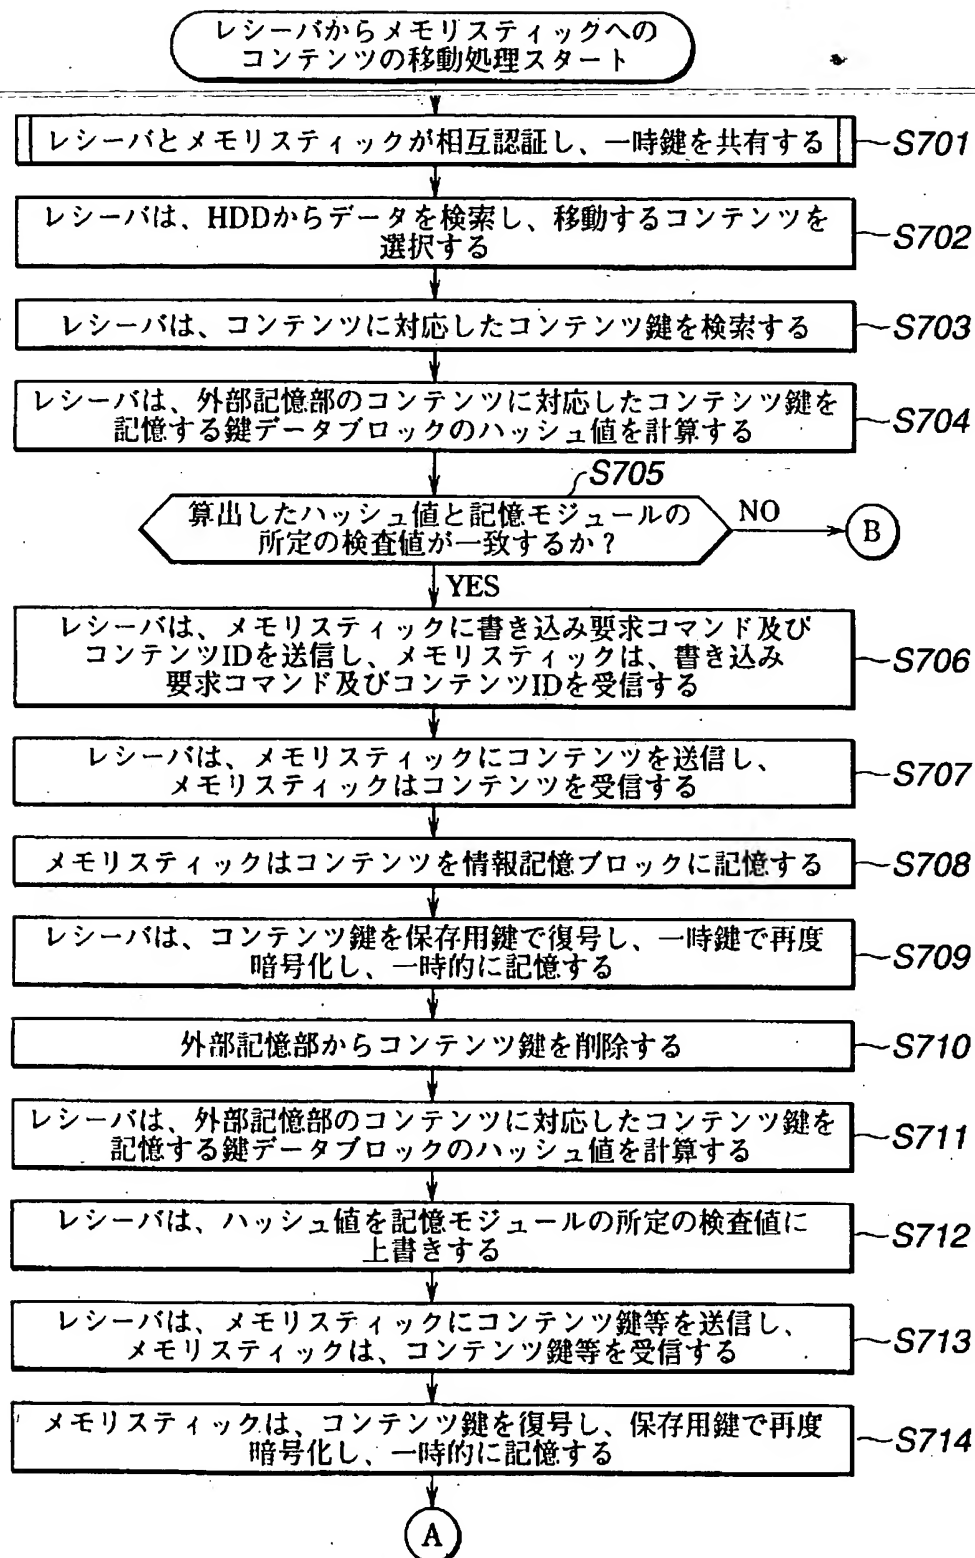 レシーバからメモリスティックへの
コンテンツの移動処理スタート
レシーバとメモリスティックが相互認証し、一時鍵を共有する
S701
レシーバは、HDDからデータを検索し、移動するコンテンツを
選択する
S702
レシーバは、コンテンツに対応したコンテンツ鍵を検索する
S703
レシーバは、外部記憶部のコンテンツに対応したコンテンツ鍵を
記憶する鍵データブロックのハッシュ値を計算する
S704
S705
算出したハッシュ値と記憶モジュールの
所定の検査値が一致するか?
NO
B
YES
レシーバは、メモリスティックに書き込み要求コマンド及び
コンテンツIDを送信し、メモリスティックは、書き込み
要求コマンド及びコンテンツIDを受信する
S706
レシーバは、メモリスティックにコンテンツを送信し、
メモリスティックはコンテンツを受信する
S707
メモリスティックはコンテンツを情報記憶ブロックに記憶する
S708
レシーバは、コンテンツ鍵を保存用鍵で復号し、一時鍵で再度
暗号化し、一時的に記憶する
S709
外部記憶部からコンテンツ鍵を削除する
S710
レシーバは、外部記憶部のコンテンツに対応したコンテンツ鍵を
記憶する鍵データブロックのハッシュ値を計算する
S711
レシーバは、ハッシュ値を記憶モジュールの所定の検査値に
上書きする
S712
レシーバは、メモリスティックにコンテンツ鍵等を送信し、
メモリスティックは、コンテンツ鍵等を受信する
S713
メモリスティックは、コンテンツ鍵を復号し、保存用鍵で再度
暗号化し、一時的に記憶する
S714
A